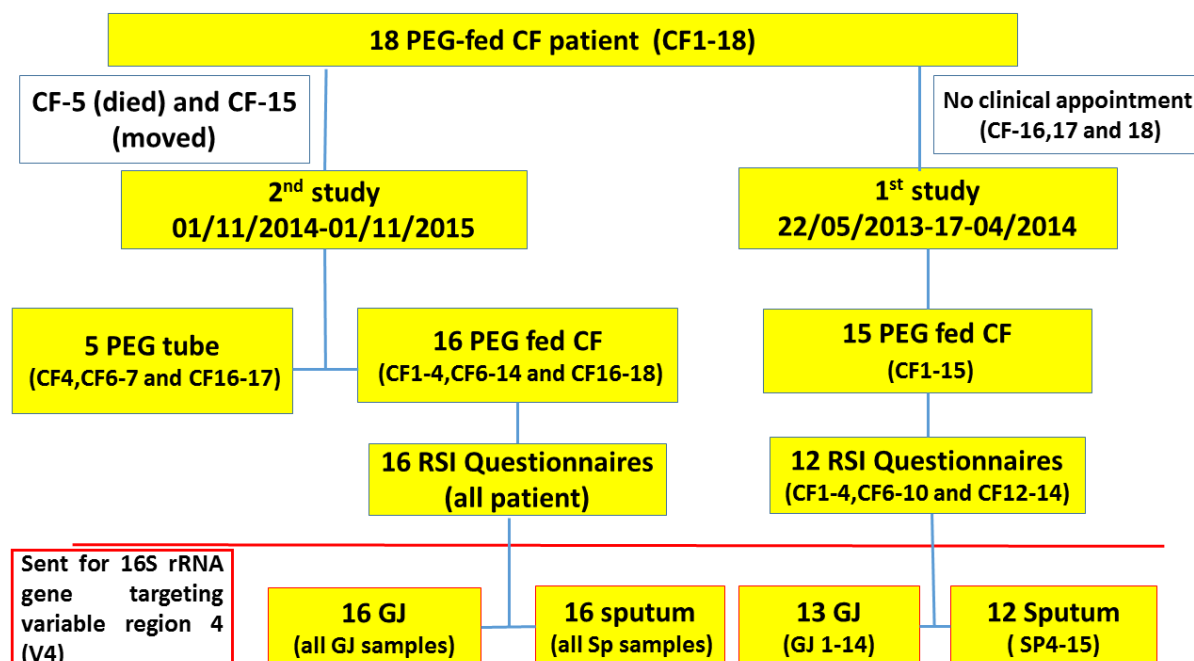 18 PEG-fed CF patient (CF1-18)
CF-5 (died) and CF-15
(moved)
No clinical appointment
(CF-16,17 and 18)
2nd study
01/11/2014-01/11/2015
1st study
22/05/2013-17-04/2014
5 PEG tube
(CF4,CF6-7 and CF16-17)
16 PEG fed CF
(CF1-4,CF6-14 and CF16-18)
15 PEG fed CF
(CF1-15)
16 RSI Questionnaires
(all patient)
12 RSI Questionnaires
(CF1-4,CF6-10 and CF12-14)
Sent for 16S rRNA
gene targeting
variable region 4
(V4)
16 GJ
(all GJ samples)
16 sputum
(all Sp samples)
13 GJ
(GJ 1-14)
12 Sputum
( SP4-15)